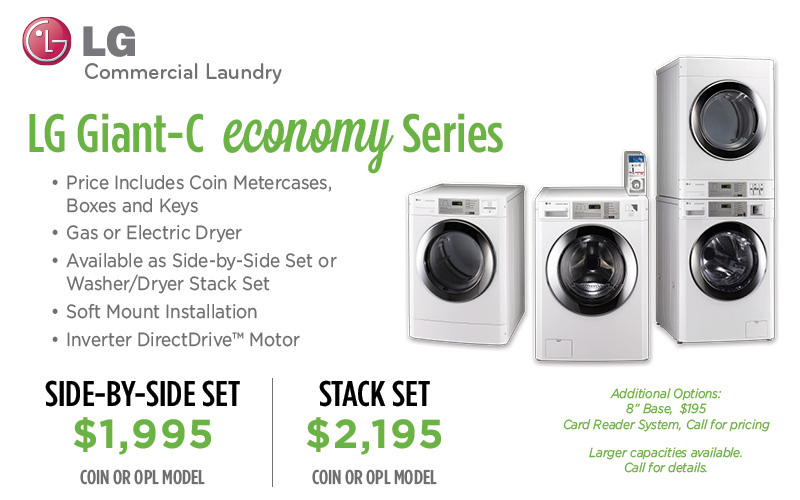 LG
Commercial Laundry
LG Giant-C economy Series
• Price Includes Coin Metercases,
Boxes and Keys
• Gas or Electric Dryer
• Available as Side-by-Side Set or
Washer/Dryer Stack Set
• Soft Mount Installation
• Inverter DirectDrive™ Motor
SIDE-BY-SIDE SET
$1,995
COIN OR OPL MODEL
STACK SET
$2,195
COIN OR OPL MODEL
Additional Options:
8" Base, $195
Card Reader System, Call for pricing
Larger capacities available.
Call for details.